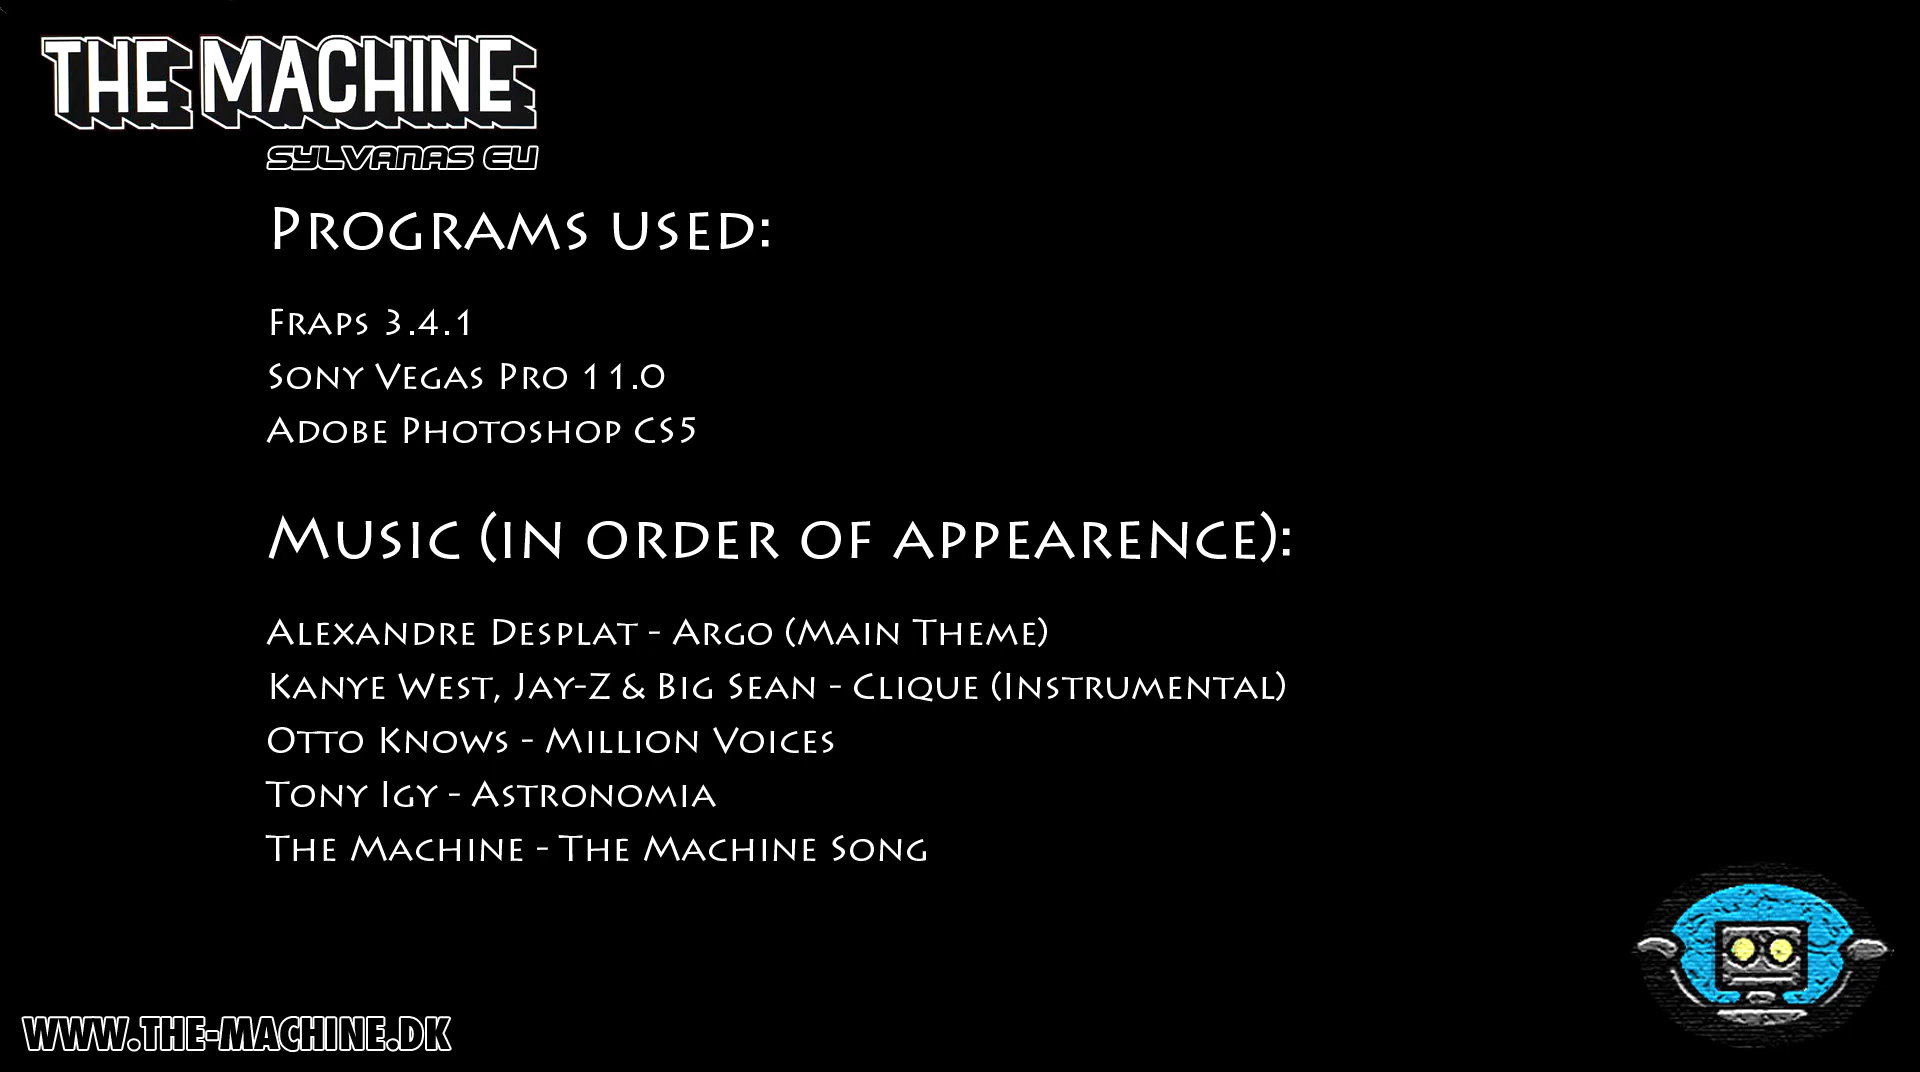 THE MACHINE
SYLVANAS EU
Programs used:
Fraps 3.4.1
Sony Vegas Pro 11.0
Adobe Photoshop CS5
Music (in order of appearence):
Alexandre Desplat - Argo (Main Theme)
Kanye West, Jay-Z & Big Sean - Clique (Instrumental)
Otto Knows - Million Voices
Tony Igy - Astronomia
The Machine - The Machine Song
WWW.THE-MACHINE.DK